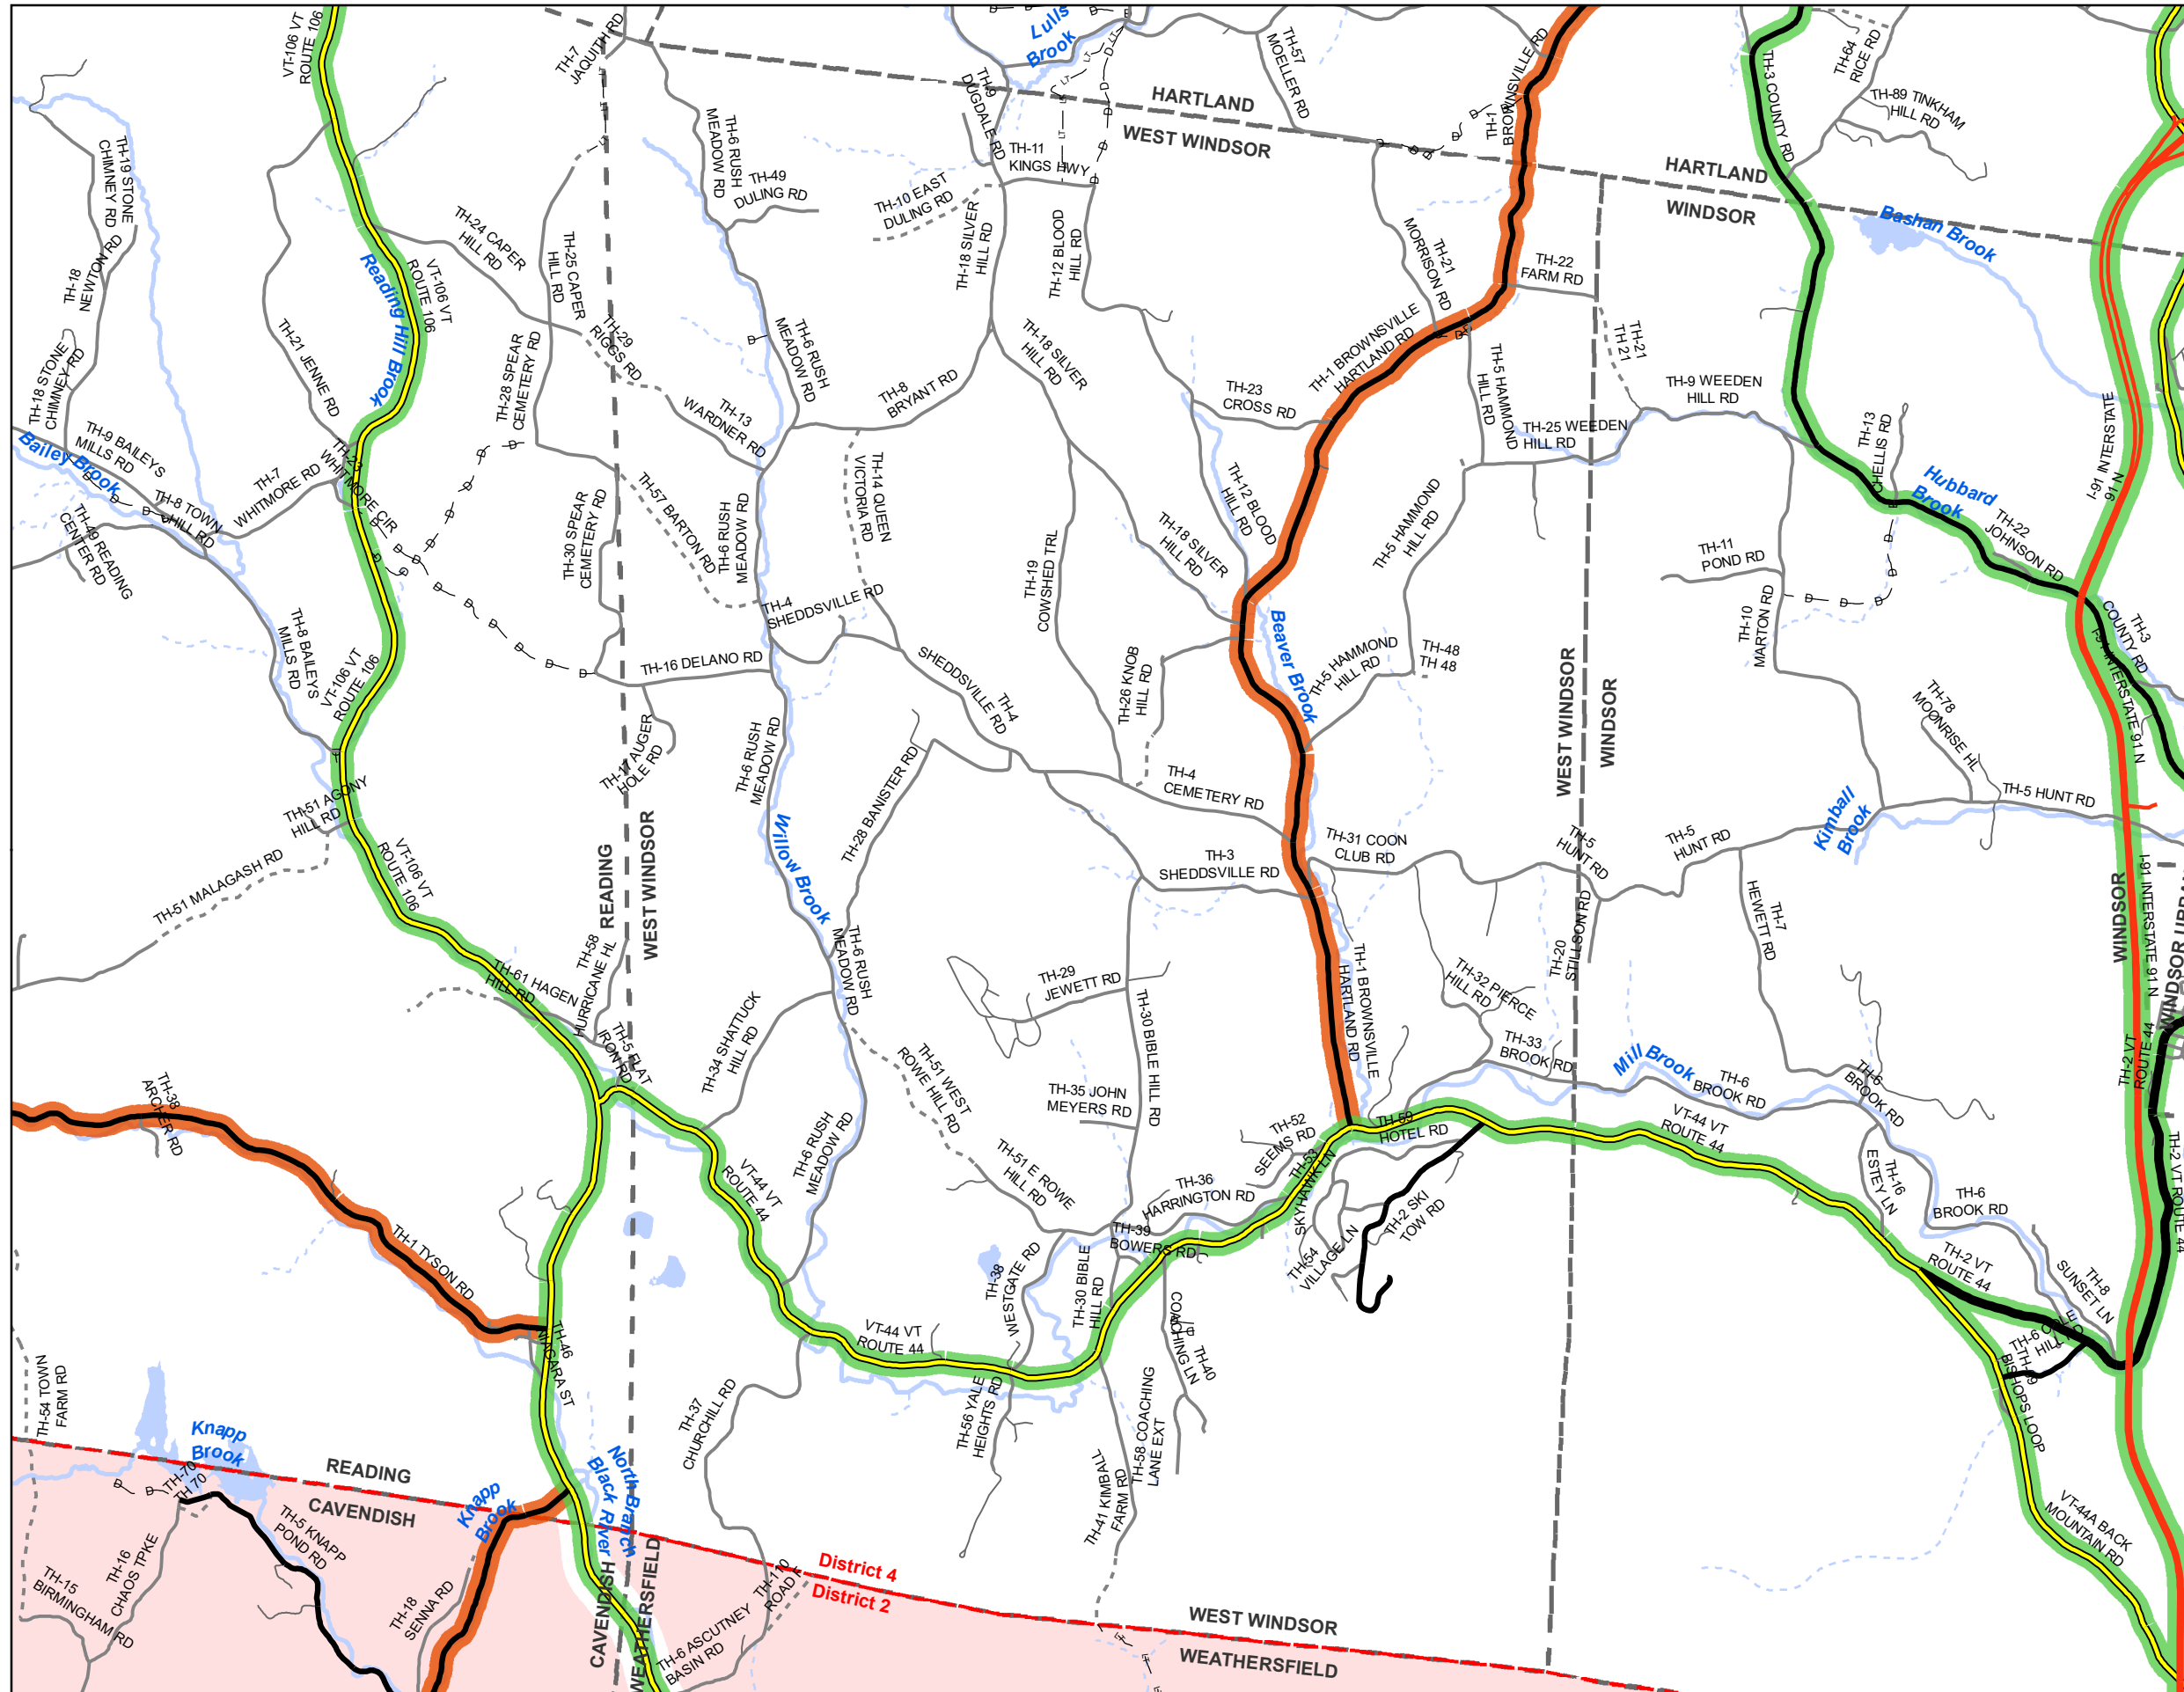 VT-106 VT
ROUTE 106
TH-7
JAQUITH RD
Lulls
Brook
TH-9
DUGDALE RD
TH-57
MOELLER RD
HARTLAND
WEST WINDSOR
TH-1
BROWNSVILLE RD
TH-3 COUNTY RD
TH-64
RICE RD
TH-89 TINKHAM
HILL RD
HARTLAND
WINDSOR
Bashan Brook
TH-19 STONE
CHIMNEY RD
TH-18
NEWTON RD
TH-6 RUSH
MEADOW RD
TH-49
DULING RD
TH-10 EAST
DULING RD
TH-11
KINGS HWY
TH-18 SILVER
HILL RD
TH-12 BLOOD
HILL RD
TH-24 CAPER
HILL RD
TH-25 CAPER
HILL RD
Reading Hill Brook
VT-106 VT
ROUTE 106
TH-21
MORRISON RD
TH-22
FARM RD
TH-21
TH 21
TH-18 STONE
CHIMNEY RD
TH-21 JENNE RD
TH-28 SPEAR
CEMETERY RD
TH-29
RIGGS RD
TH-6 RUSH
MEADOW RD
TH-8
BRYANT RD
TH-18 SILVER
HILL RD
TH-1 BROWNSVILLE
HARTLAND RD
TH-23
CROSS RD
TH-5 HAMMOND
HILL RD
TH-9 WEEDEN
HILL RD
TH-25 WEEDEN
HILL RD
TH-13
CHELLIS RD
I-91 INTERSTATE
91 N
Bailey Brook
TH-9 BAILEYS
MILLS RD
TH-7
WHITMORE RD
TH-23
WHITMORE CIR
TH-8 TOWN
HILL RD
TH-49 READING
CENTER RD
TH-13
WARDNER RD
TH-14 QUEEN
VICTORIA RD
TH-57 BARTON RD
TH-30 SPEAR
CEMETERY RD
TH-6 RUSH
MEADOW RD
TH-12 BLOOD
HILL RD
TH-18 SILVER
HILL RD
TH-19
COWSHED TRL
TH-5 HAMMOND
HILL RD
Hubbard
Brook
TH-22
JOHNSON RD
TH-11
POND RD
TH-10
MARTON RD
TH-3
COUNTY RD
I-91 INTERSTATE 91 N
TH-8 BAILEYS
MILLS RD
VT-106 VT
ROUTE 106
TH-4
SHEDDSVILLE RD
TH-16 DELANO RD
TH-4
SHEDDSVILLE RD
TH-26 KNOB
HILL RD
Beaver Brook
TH-5 HAMMOND
HILL RD
TH-48
TH 48
WEST WINDSOR
WINDSOR
TH-78
MOONRISE HL
TH-17 AUGER
HOLE RD
TH-6 RUSH
MEADOW RD
TH-28 BANISTER RD
TH-4
CEMETERY RD
TH-5 HUNT RD
Kimball
Brook
TH-51 AGONY
HILL RD
TH-51 MALAGASH RD
VT-106 VT
ROUTE 106
READING
WEST WINDSOR
Willow Brook
TH-3
SHEDDSVILLE RD
TH-31 COON
CLUB RD
TH-5
HUNT RD
TH-5
HUNT RD
TH-7
HEWETT RD
TH-20
STILLSON RD
WINDSOR
I-91 INTERSTATE 91 N
TH-61 HAGEN
HILL RD
TH-58
HURRICANE HL
TH-6 RUSH
MEADOW RD
TH-29
JEWETT RD
TH-30 BIBLE HILL RD
TH-1 BROWNSVILLE
HARTLAND RD
TH-32 PIERCE
HILL RD
TH-33
BROOK RD
Mill Brook
TH-6
BROOK RD
TH-6
BROOK RD
TH-2 VT
ROUTE 44
TH-5 FLAT
IRON RD
TH-34 SHATTUCK
HILL RD
TH-51 WEST
ROWE HILL RD
TH-35 JOHN
MEYERS RD
TH-38
ARCHER RD
TH-6 RUSH
MEADOW RD
TH-51 E ROWE
HILL RD
TH-52
SEEMS RD
TH-53
SKYHAWK LN
TH-59
HOTEL RD
VT-44 VT
ROUTE 44
TH-16
ESTEY LN
TH-6
BROOK RD
TH-2 VT ROUTE 44
TH-1 TYSON RD
VT-44 VT
ROUTE 44
TH-36
HARRINGTON RD
TH-39
BOWERS RD
TH-54
VILLAGE LN
TH-2 SKI
TOW RD
TH-2 VT
ROUTE 44
TH-8
SUNSET LN
TH-38
WESTGATE RD
TH-30 BIBLE
HILL RD
TH-40
COACHING LN
TH-46
NIAGARA ST
VT-44 VT
ROUTE 44
TH-6 COLE
HILL RD
BISHOPS LOOP
TH-54 TOWN
FARM RD
TH-37
CHURCHILL RD
TH-56 YALE
HEIGHTS RD
TH-58 COACHING
LANE EXT
TH-41 KIMBALL
FARM RD
Knapp
Brook
READING
CAVENDISH
TH-70
TH 70
Knapp
Brook
North Branch
Black River
VT-44A BACK
MOUNTAIN RD
TH-5 KNAPP
POND RD
TH-16
CHAOS TPKE
TH-15
BIRMINGHAM RD
TH-18
SENNA RD
CAVENDISH
WEATHERSFIELD
TH-6 ASCUTNEY
BASIN RD
TH-110
District 4
District 2
WEST WINDSOR
WEATHERSFIELD